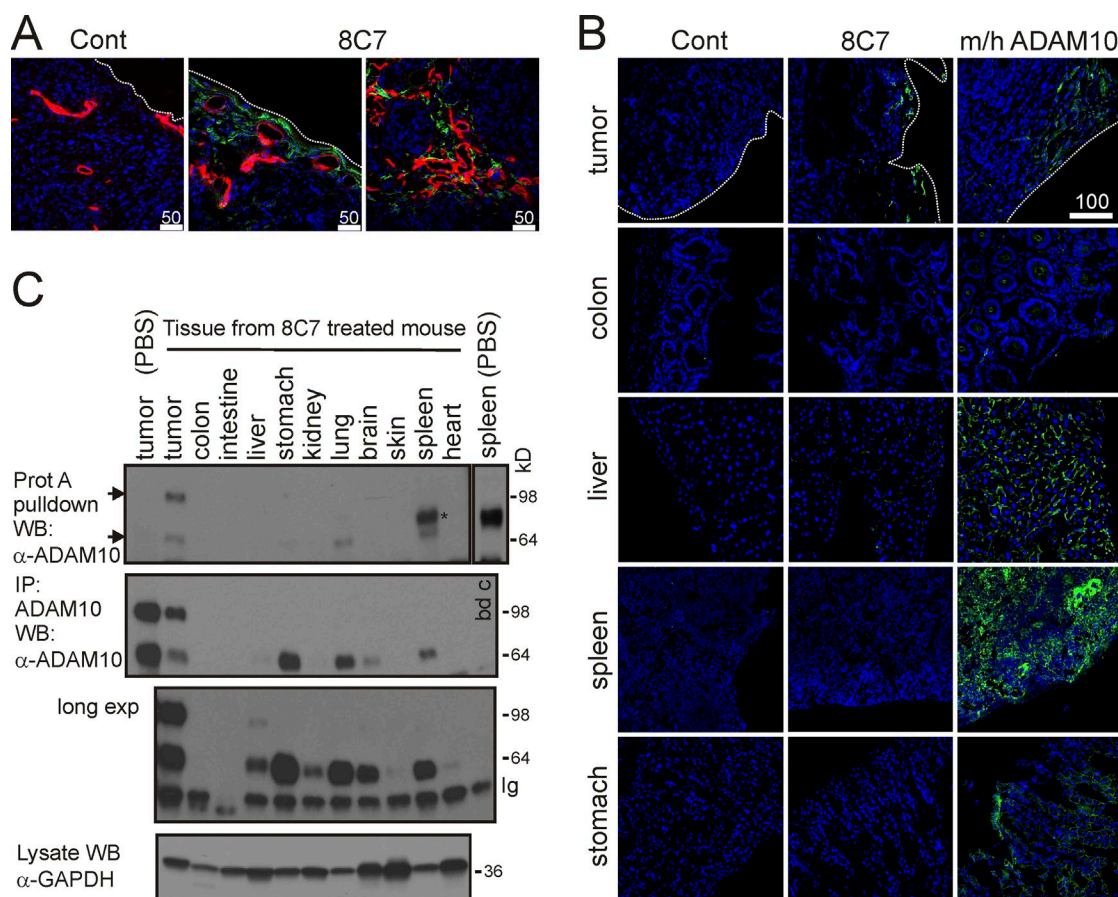 A
Cont
8C7
50
50
50
B
Cont
8C7
m/h ADAM10
tumor
100
colon
liver
spleen
stomach
C
Tissue from 8C7 treated mouse
tumor (PBS)
tumor
colon
intestine
liver
stomach
kidney
lung
brain
skin
spleen
heart
spleen (PBS)
kD
Prot A
pulldown
WB:
α-ADAM10
*
-98
-64
IP:
ADAM10
WB:
α-ADAM10
bd c
-98
-64
long exp
-98
-64
Ig
Lysate WB
α-GAPDH
-36